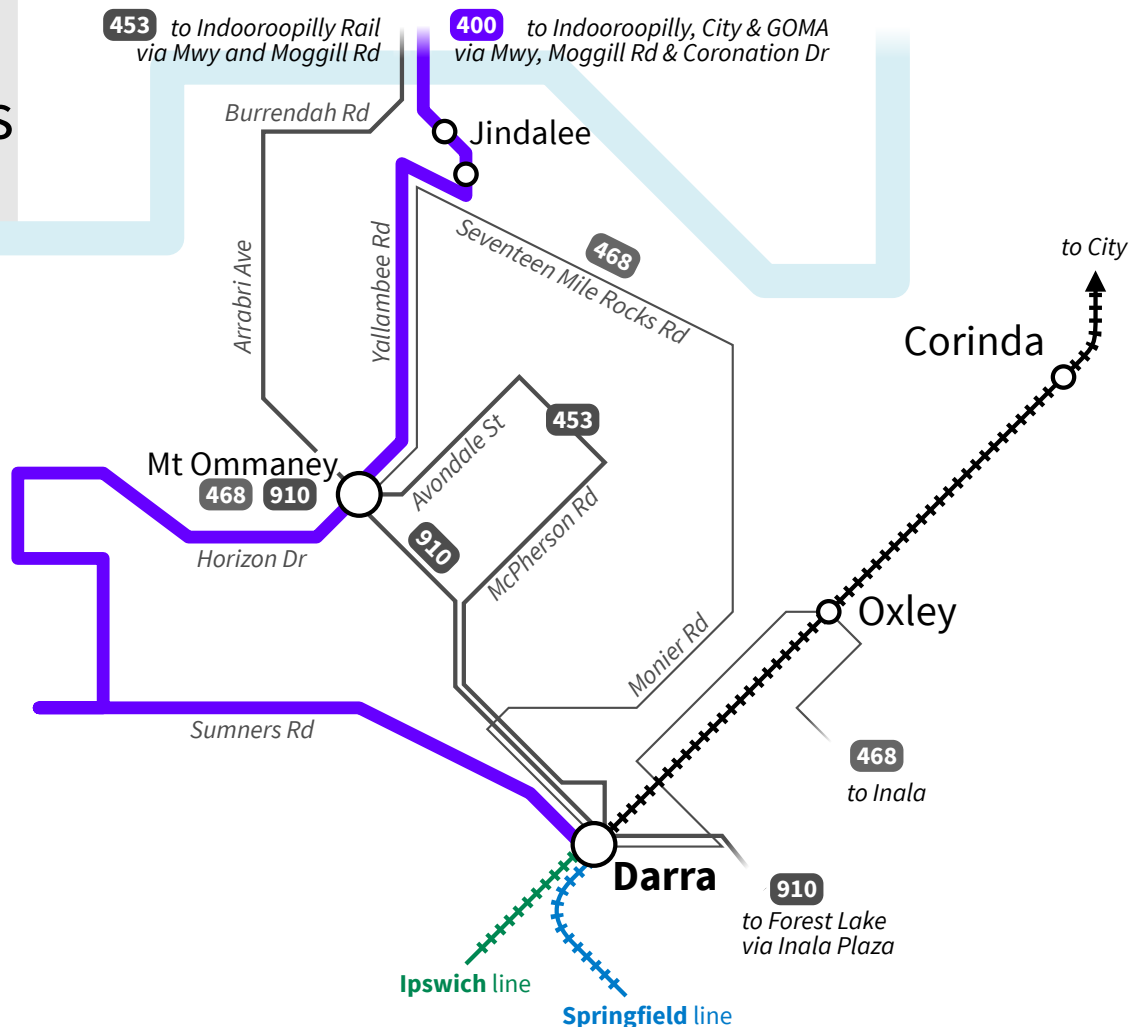 453 to Indooroopilly Rail
via Mwy and Moggill Rd
400 to Indooroopilly, City & GOMA
via Mwy, Moggill Rd & Coronation Dr
s
Burrendah Rd
Jindalee
Arrabri Ave
Yallambee Rd
468
Seventeen Mile Rocks Rd
to City
Corinda
453
Avondale St
Mt Ommaney
468 910
910
McPherson Rd
Horizon Dr
Oxley
Monier Rd
Sumners Rd
468
to Inala
Darra
910
to Forest Lake
via Inala Plaza
Ipswich line
Springfield line